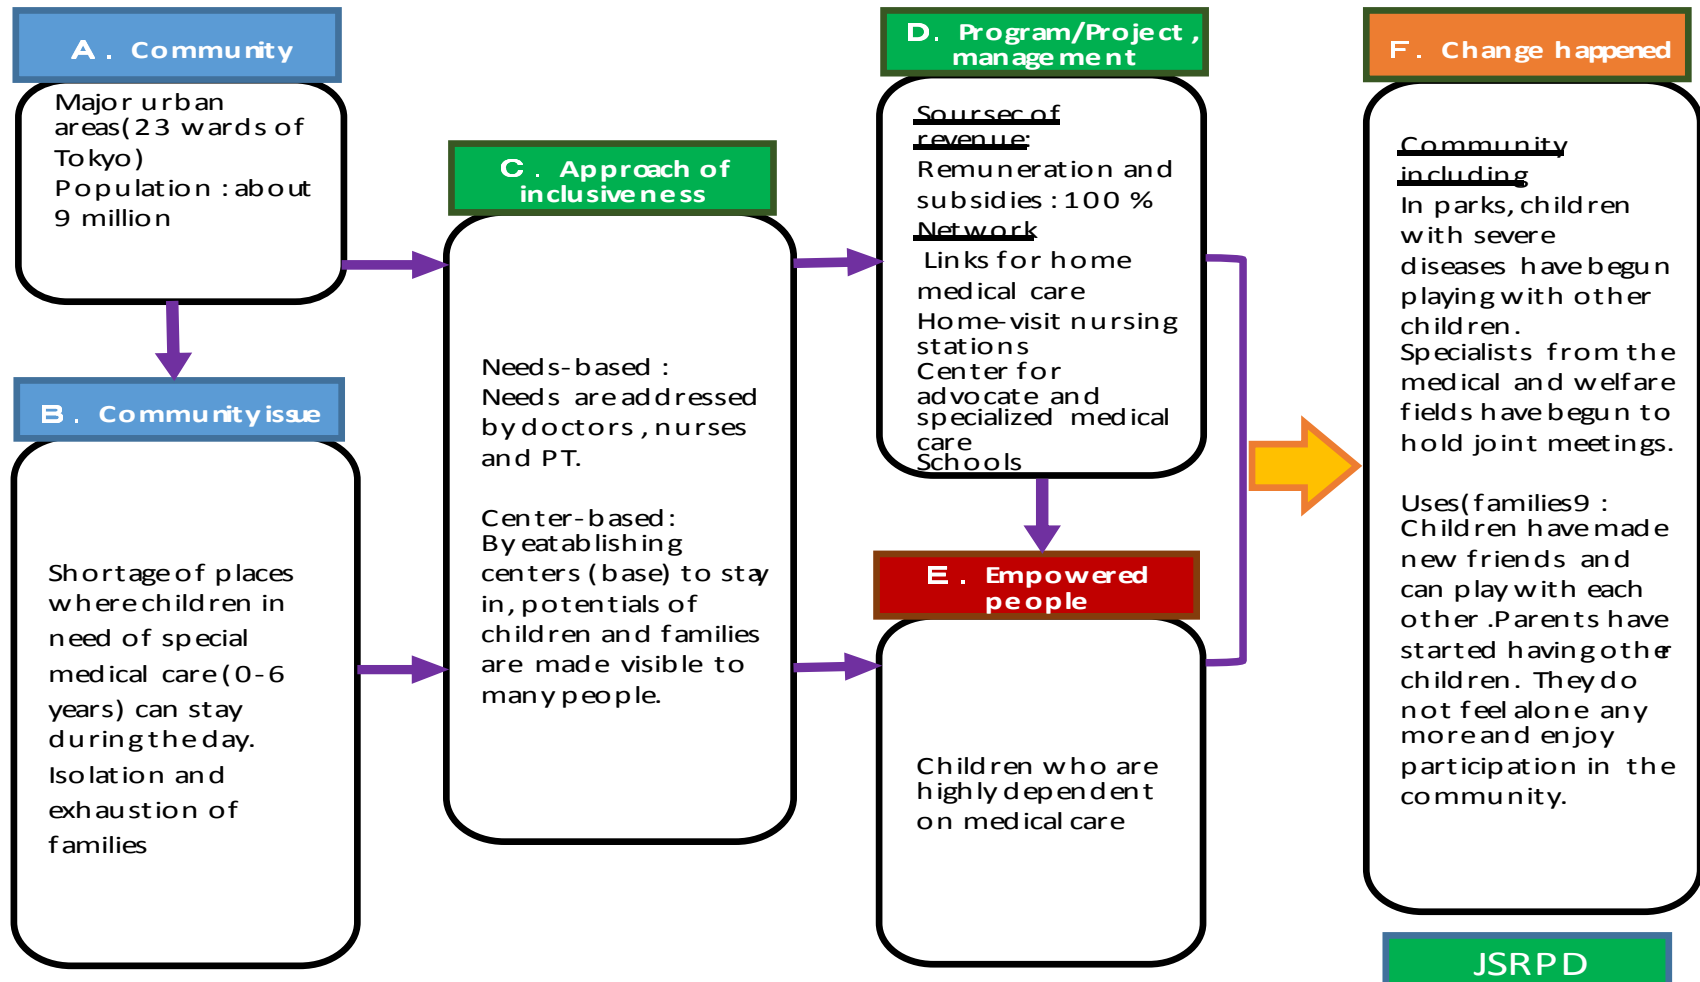 A. Community
Major urban
areas(23 wards of
Tokyo)
Population : about
9 million
B. Community issue
Shortage of places
where children in
need of special
medical care (0-6
years) can stay
during the day.
Isolation and
exhaustion of
families
C. Approach of
inclusiveness
Needs-based :
Needs are addressed
by doctors, nurses
and PT.
Center-based:
By eatablishing
centers (base) to stay
in, potentials of
children and families
are made visible to
many people.
D. Program/Project,
management
Soursec of
revenue:
Remuneration and
subsidies : 100 %
Network
Links for home
medical care
Home-visit nursing
stations
Center for
advocate and
specialized medical
care
Schools
E. Empowered
people
Children who are
highly dependent
on medical care
F. Change happened
Community
including
In parks, children
with severe
diseases have begun
playing with other
children.
Specialists from the
medical and welfare
fields have begun to
hold joint meetings.
Uses(families9 :
Children have made
new friends and
can play with each
other .Parents have
started having other
children. They do
not feel alone any
more and enjoy
participation in the
community.
JSRPD